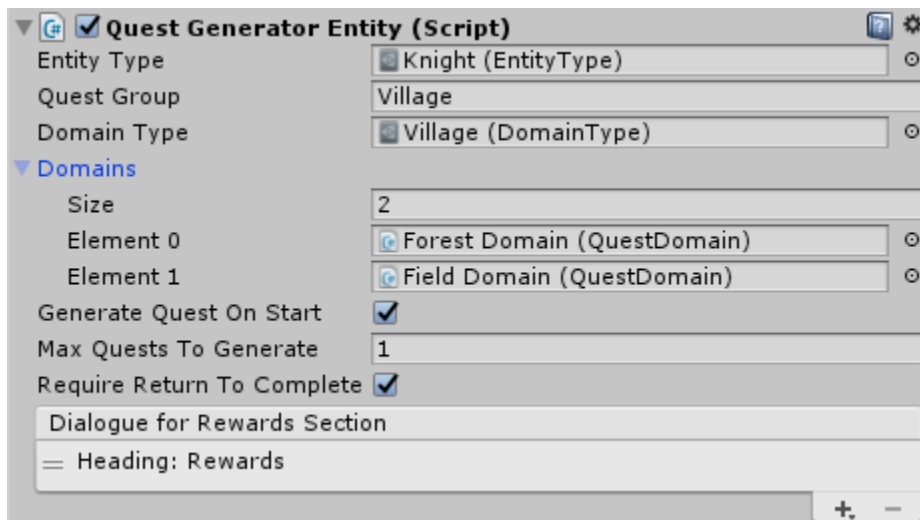 Quest Generator Entity (Script)
Entity Type Knight (EntityType)
Quest Group Village
Domain Type Village (DomainType)
Domains
Size 2
Element 0 Forest Domain (QuestDomain)
Element 1 Field Domain (QuestDomain)
Generate Quest On Start
Max Quests To Generate 1
Require Return To Complete
Dialogue for Rewards Section
= Heading: Rewards